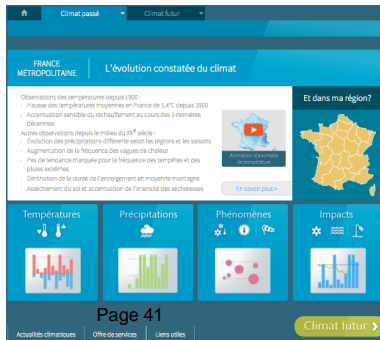 Climat passé
Climat futur
FRANCE
MÉTROPOLITAINE
L'évolution constatée du climat
Observations des températures depuis 1900 :
- Hausse des températures moyennes en France de 1,4°C depuis 1900
- Accentuation sensible du réchauffement au cours des 3 dernières
décennies
Autres observations depuis le milieu du XXe siècle :
- Évolution des précipitations différente selon les régions et les saisons
- Augmentation de la fréquence des vagues de chaleur
- Pas de tendance marquée pour la fréquence des tempêtes et des
pluies extrêmes
- Diminution de la durée de l'enneigement en moyenne montagne
- Assèchement du sol et accentuation de l'intensité des sécheresses
Animation d'anomalie
de température
En savoir plus >
Et dans ma région?
Températures
Précipitations
Phénomènes
Impacts
Page 41
Climat futur >
Actualités climatiques
Offre de services
Liens utiles